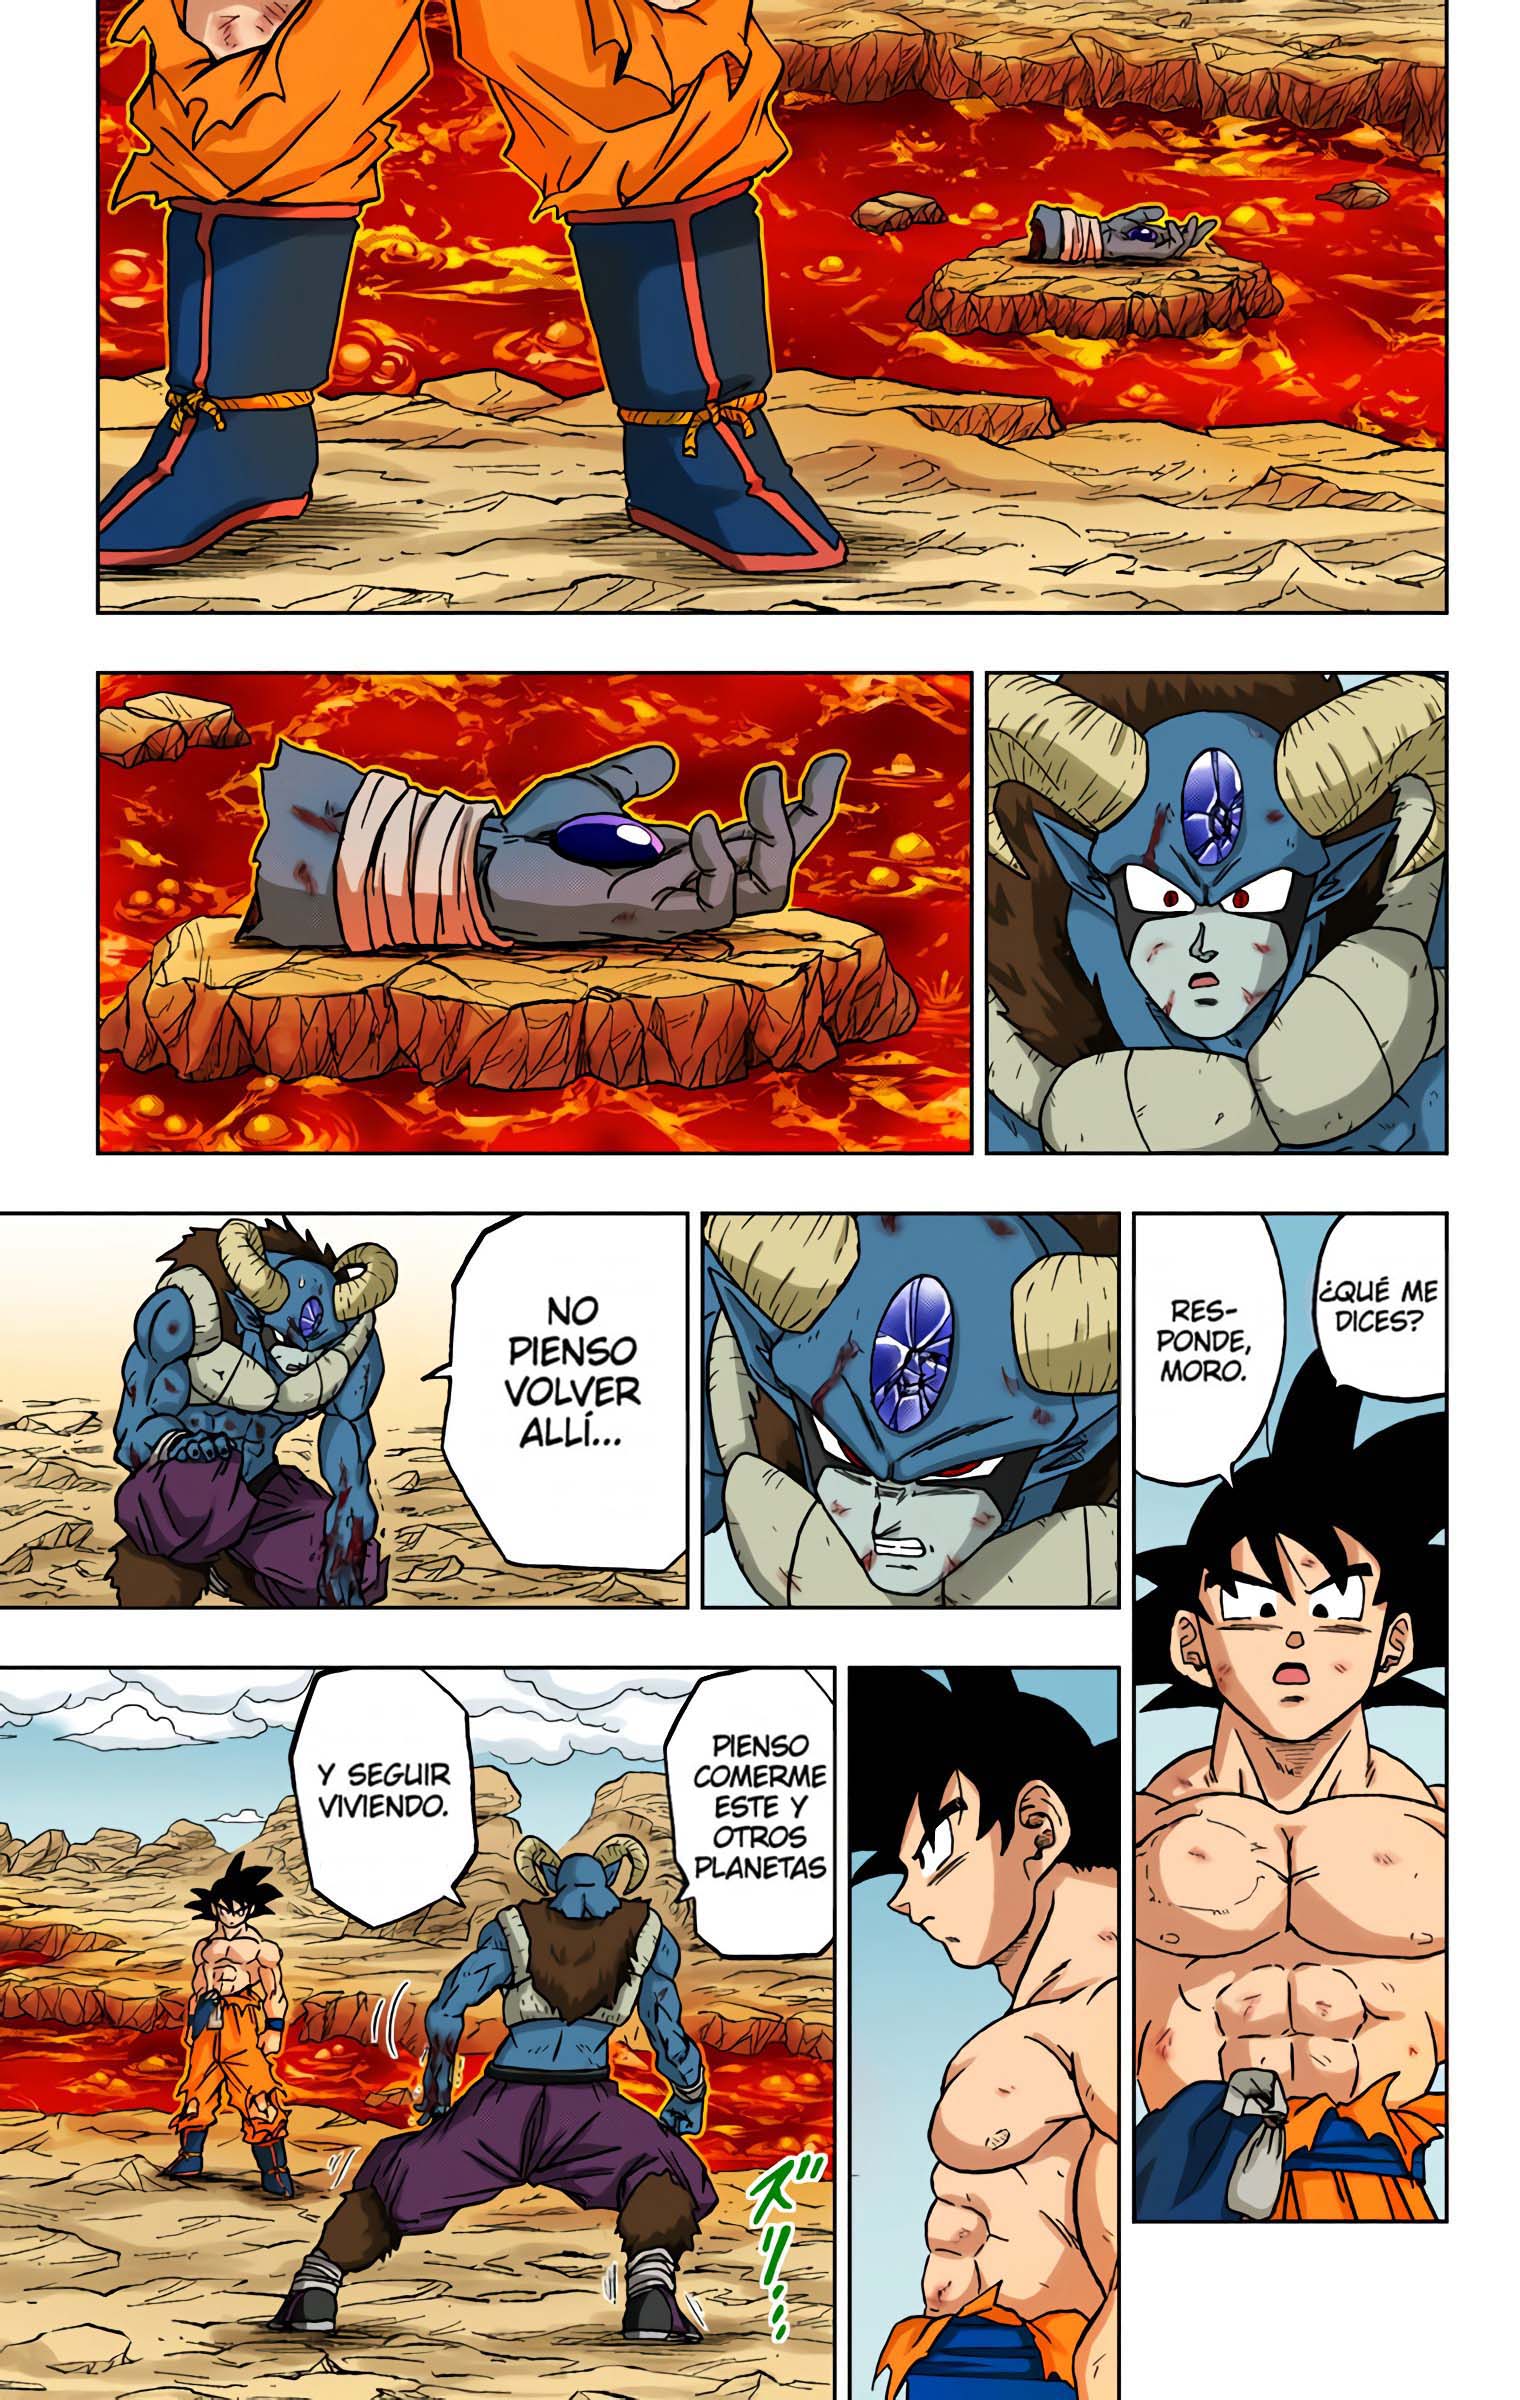 ¿QUÉ ME
DICES?
RES-
PONDE,
MORO.
NO
PIENSO
VOLVER
ALLÍ...
PIENSO
COMERME
ESTE Y
OTROS
PLANETAS
Y SEGUIR
VIVIENDO.
ズリ…